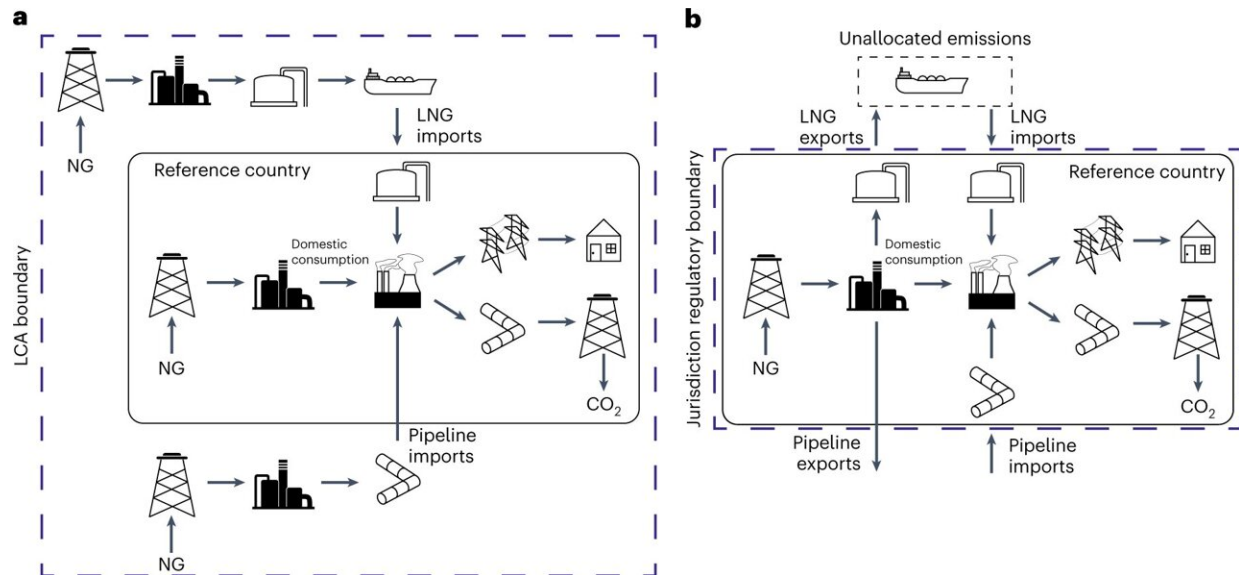 a
LCA boundary
NG
LNG
imports
Reference country
Domestic
consumption
NG
CO₂
Pipeline
imports
NG
b
Unallocated emissions
LNG
exports
LNG
imports
Jurisdiction regulatory boundary
Reference country
Domestic
consumption
NG
CO₂
Pipeline
exports
Pipeline
imports